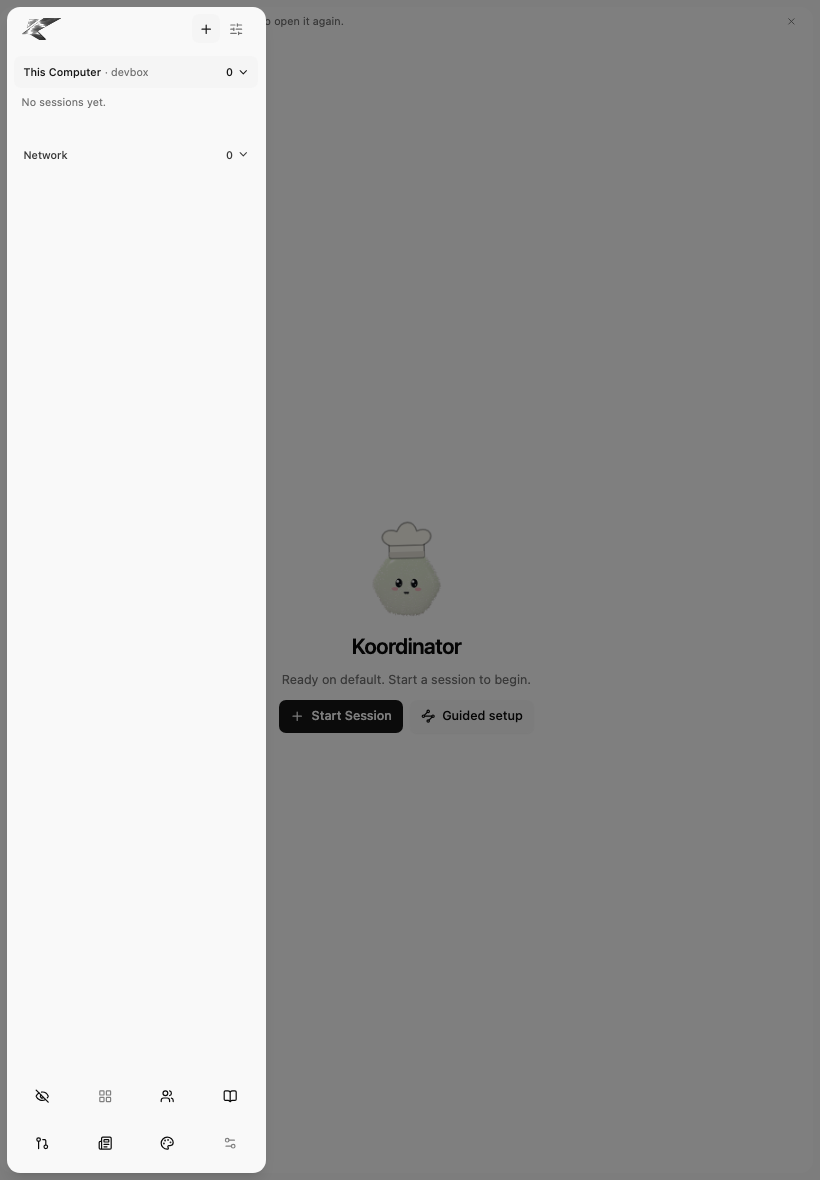 open it again.
This Computer · devbox 0
No sessions yet.
Network 0
Koordinator
Ready on default. Start a session to begin.
Start Session
Guided setup